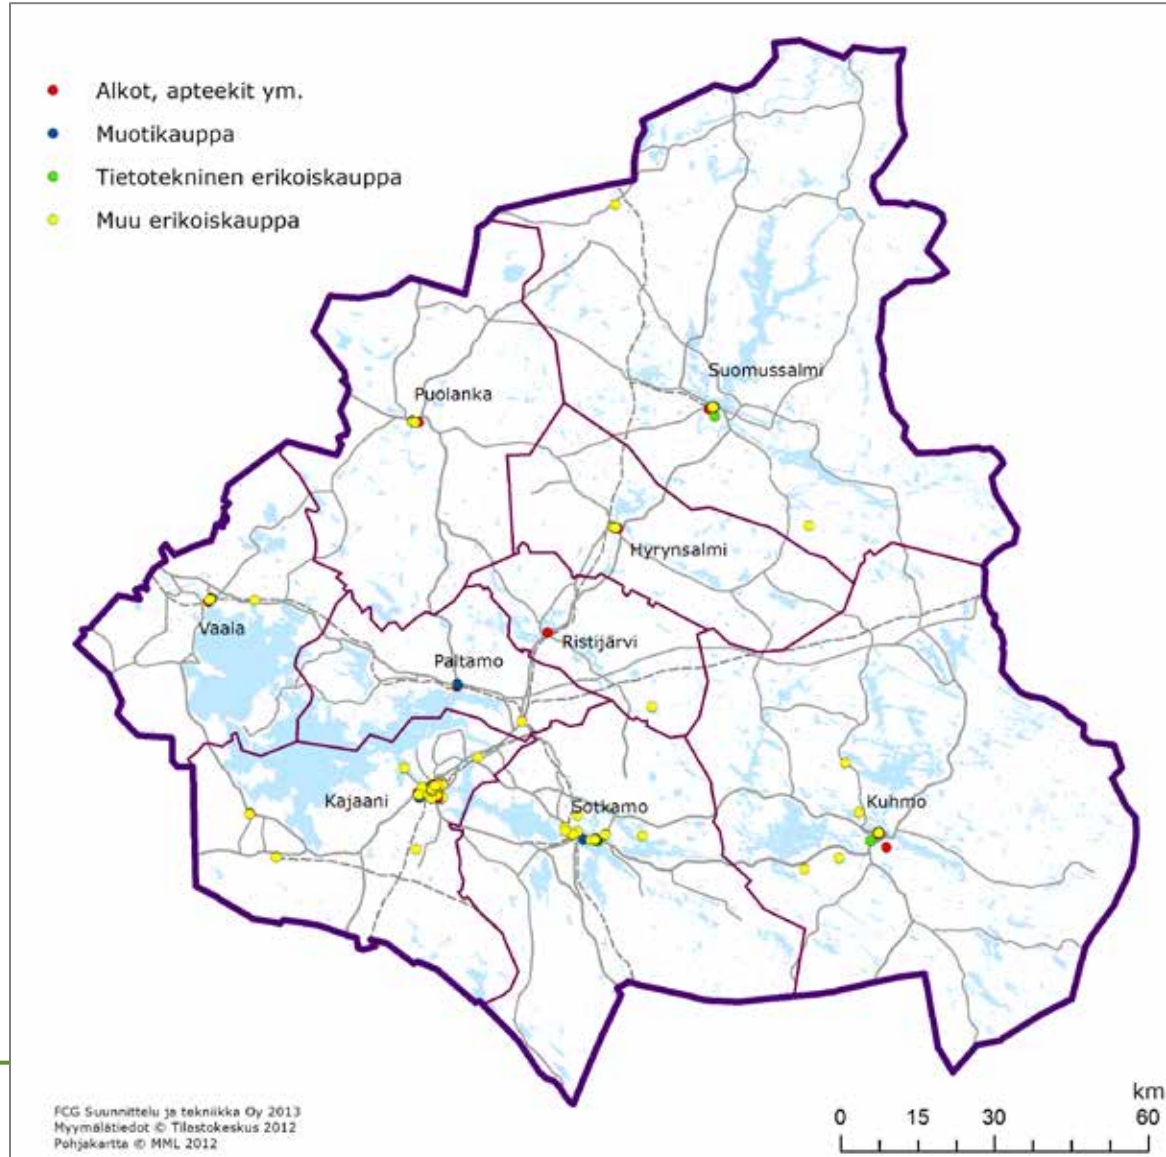 Alkot, apteekit ym.
Muotikauppa
Tietotekninen erikoiskauppa
Muu erikoiskauppa
Suomussalmi
Puolanka
Hyrynsalmi
Vaala
Ristijärvi
Paltamo
Kajaani
Sotkamo
Kuhmo
FCG Suunnittelu ja tekniikka Oy 2013
Myymälätiedot © Tilastokeskus 2012
Pohjakartta © MML 2012
km
0 15 30 60